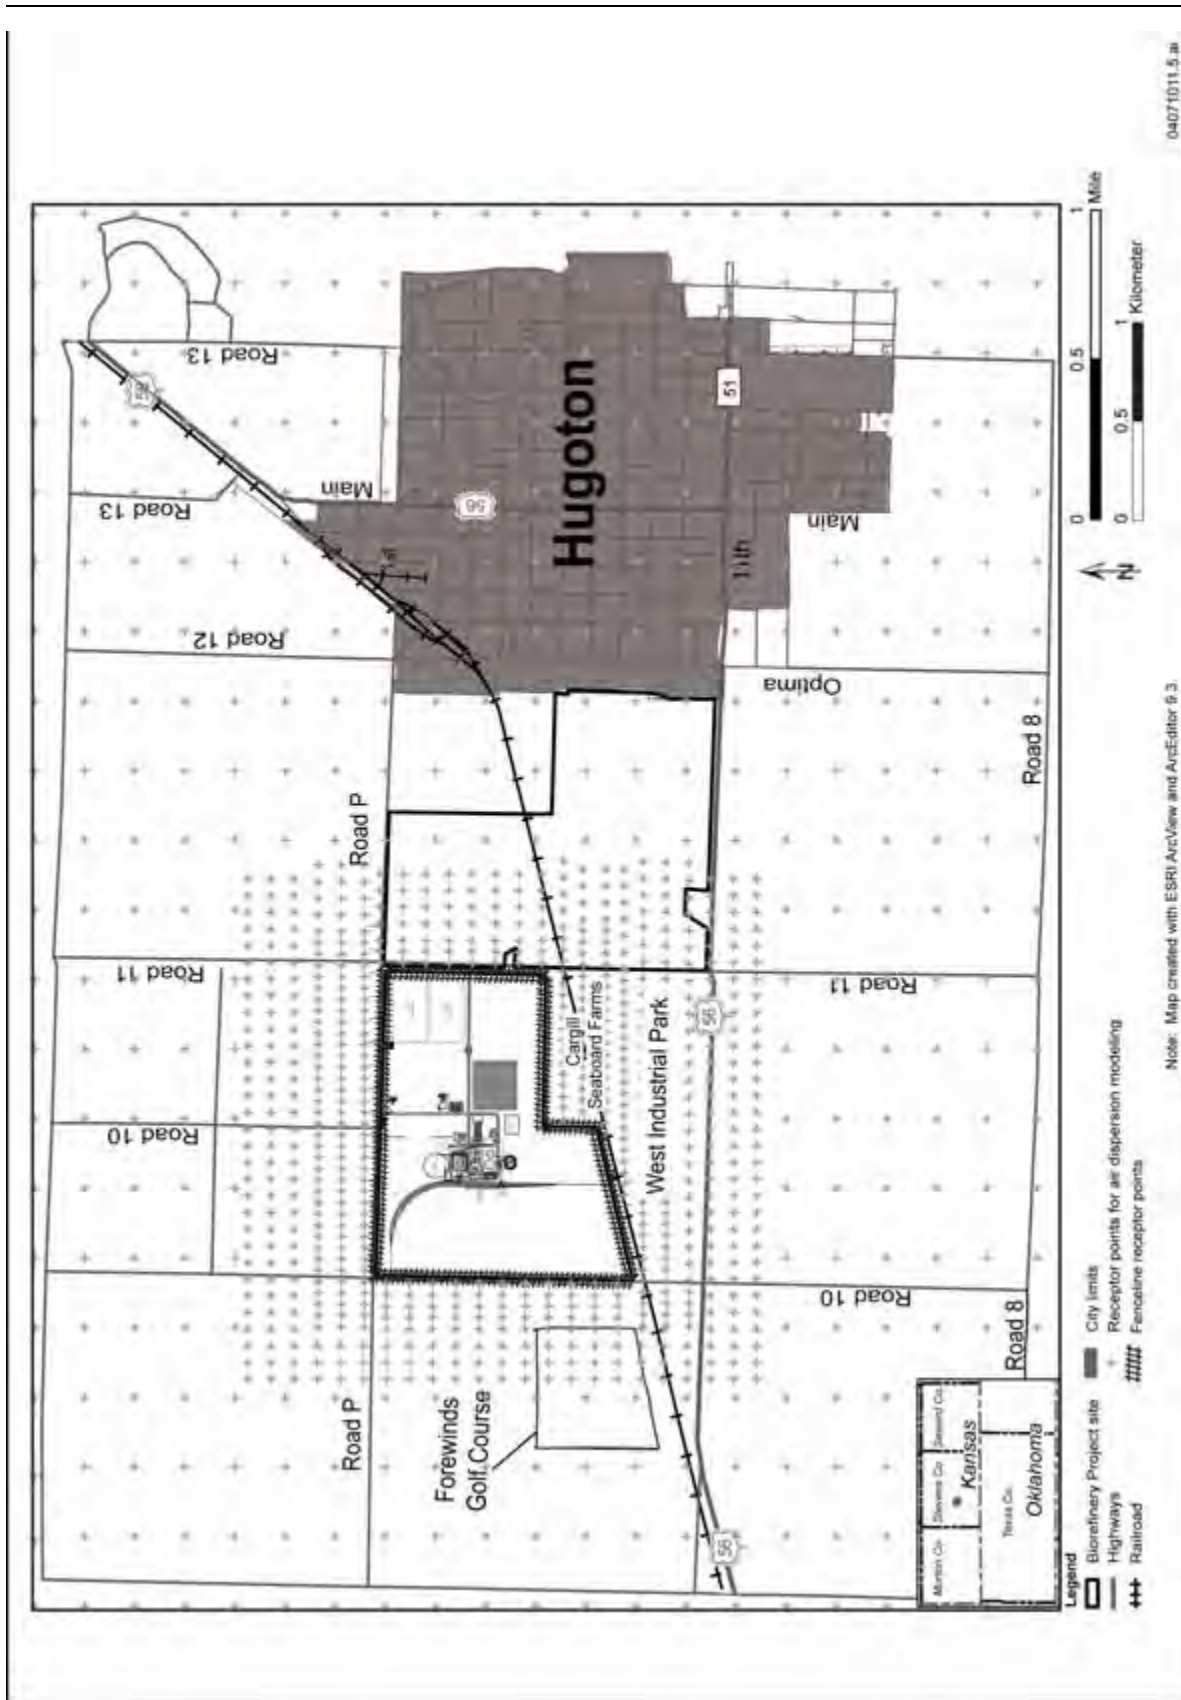 Road 13
56
Road 13
Main
Road 12
Road P
Road 11
Road 10
Road P
Forewinds
Golf Course
Hugoton
56
51
11th
Main
Optima
Road 8
Cargill
Seaboard Farms
West Industrial Park
56
Road 11
Road 10
Road 8
56
Morton Co.
Stevens Co.
Seward Co.
Kansas
Texas Co.
Oklahoma
Legend
Biorefinery Project site
Highways
Railroad
City limits
Receptor points for air dispersion modeling
Fenceline receptor points
N
0 0.5 1 Mile
0 0.5 1 Kilometer
Note: Map created with ESRI ArcView and ArcEditor 9.3.
04071011.5.ai